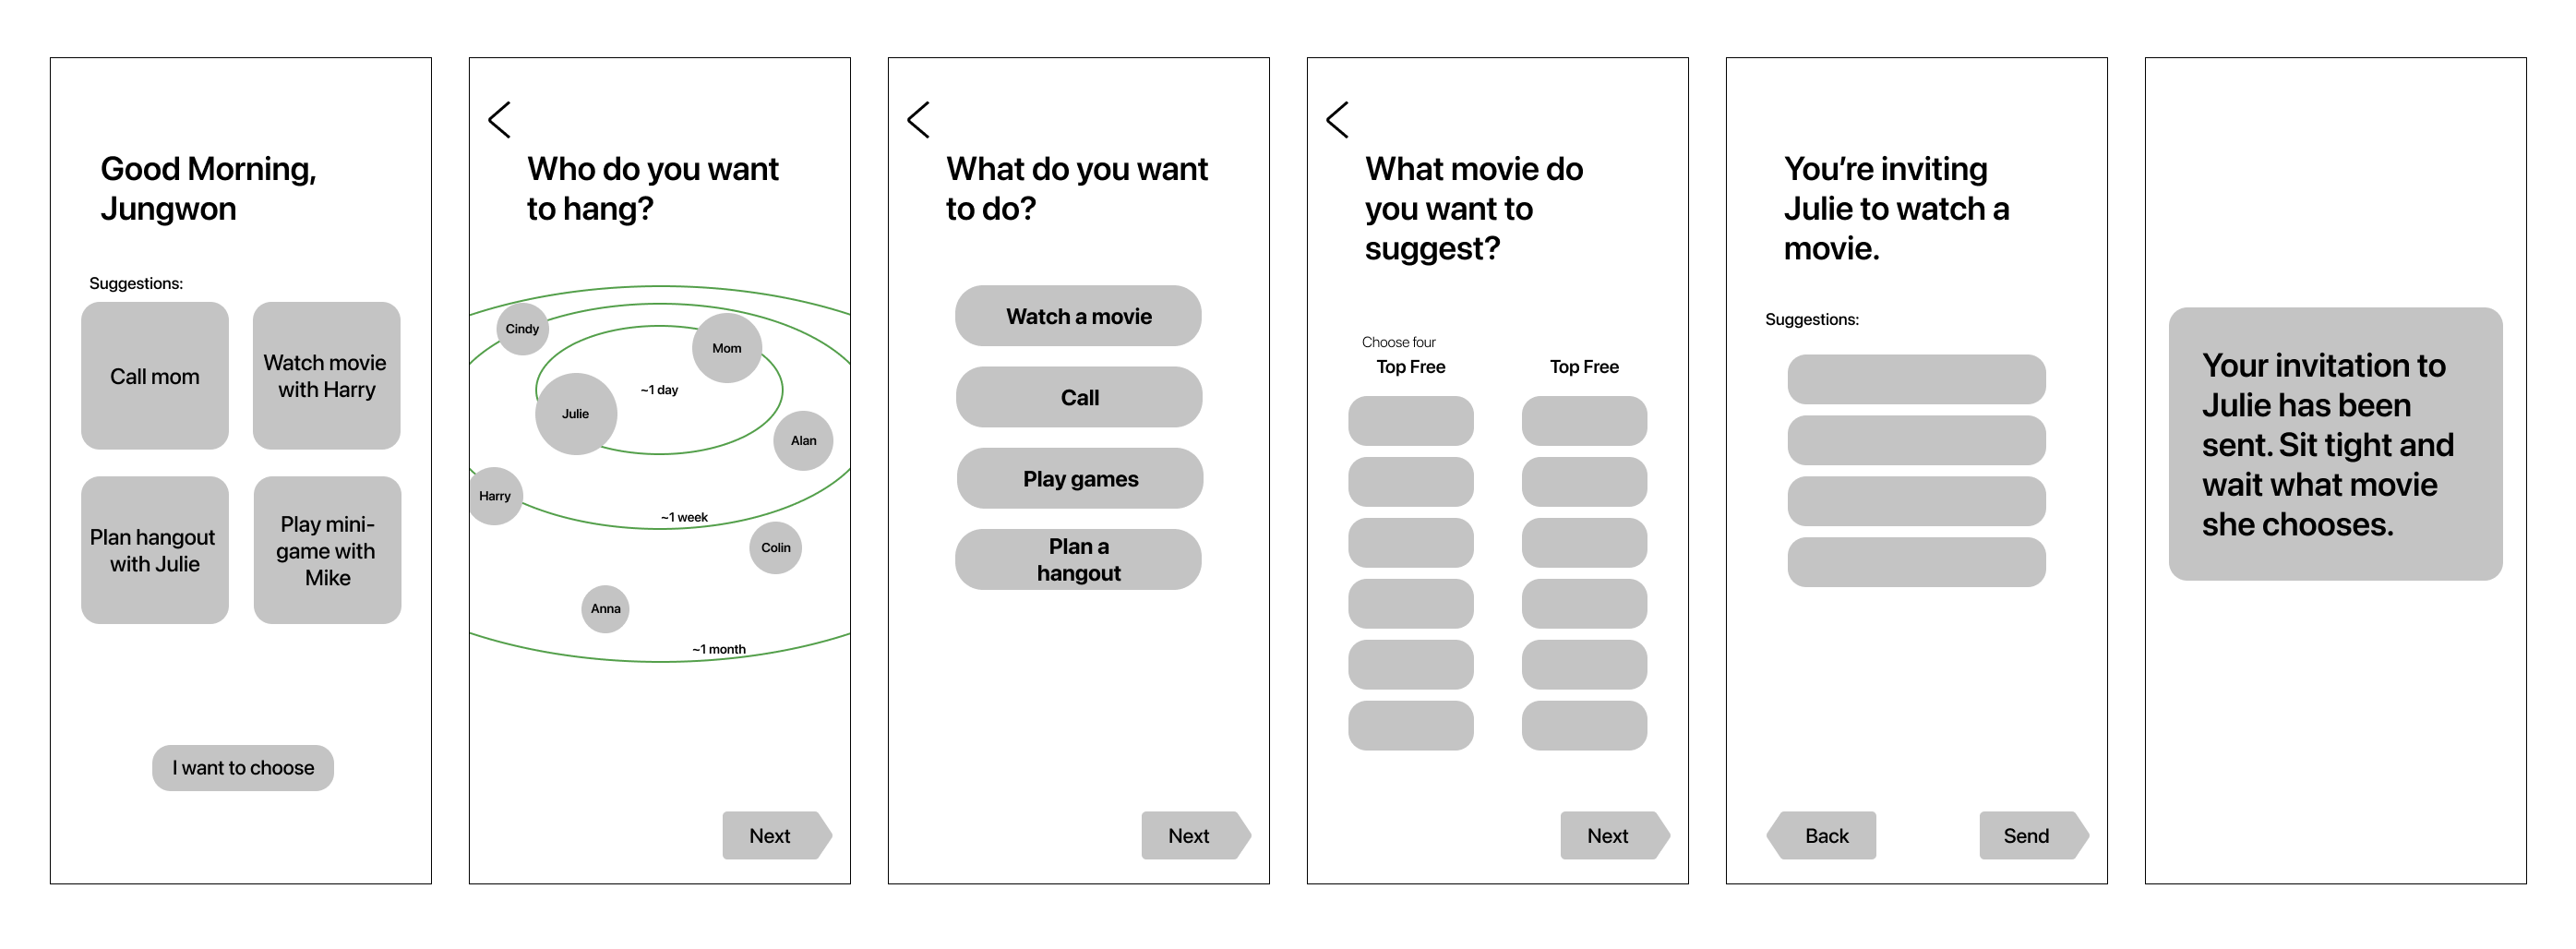 Good Morning,
Jungwon
Suggestions:
Call mom
Watch movie
with Harry
Plan hangout
with Julie
Play mini-
game with
Mike
I want to choose
Who do you want
to hang?
Cindy
Mom
~1 day
Julie
Alan
Harry
~1 week
Colin
Anna
~1 month
Next
What do you want
to do?
Watch a movie
Call
Play games
Plan a
hangout
Next
What movie do
you want to
suggest?
Choose four
Top Free
Top Free
Next
You’re inviting
Julie to watch a
movie.
Suggestions:
Back
Send
Your invitation to
Julie has been
sent. Sit tight and
wait what movie
she chooses.